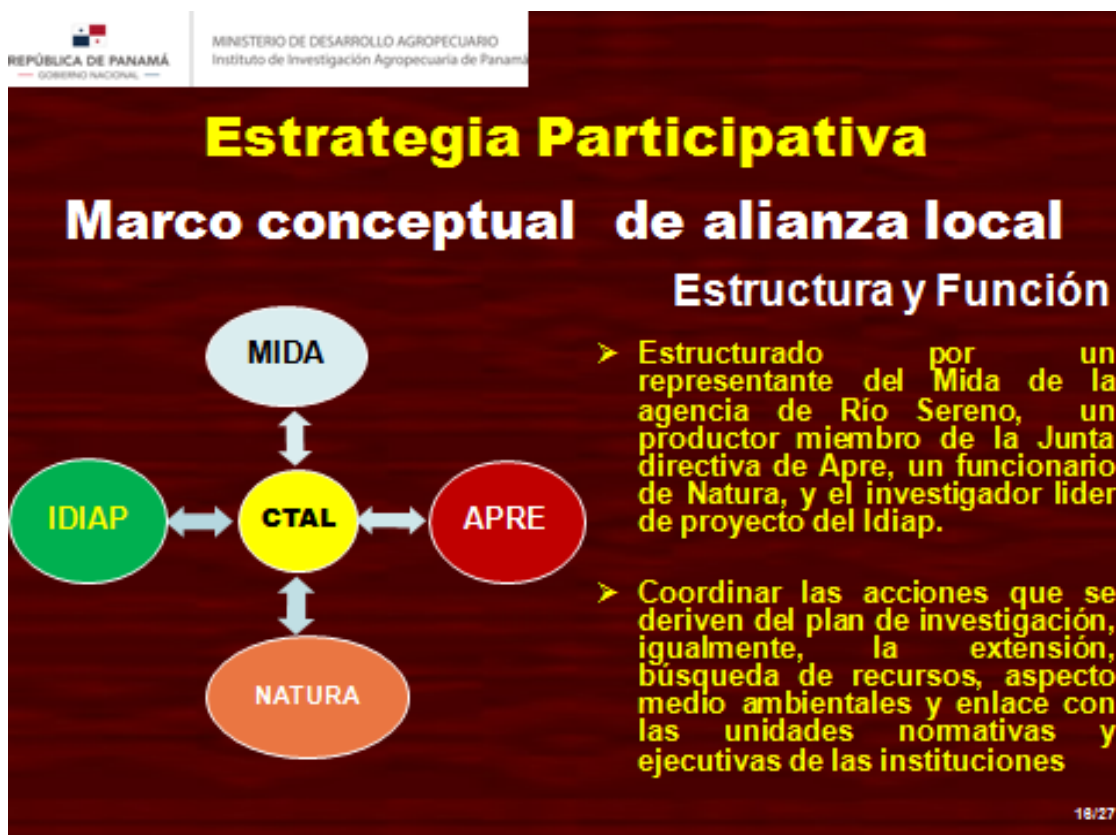 REPÚBLICA DE PANAMÁ
GOBIERNO NACIONAL
MINISTERIO DE DESARROLLO AGROPECUARIO
Instituto de Investigación Agropecuaria de Panamá
Estrategia Participativa
Marco conceptual de alianza local
Estructura y Función
MIDA
IDIAP
CTAL
APRE
NATURA
➢ Estructurado por un
representante del Mida de la
agencia de Río Sereno, un
productor miembro de la Junta
directiva de Apre, un funcionario
de Natura, y el investigador lider
de proyecto del Idiap.
➢ Coordinar las acciones que se
deriven del plan de investigación,
igualmente, la extensión,
búsqueda de recursos, aspecto
medio ambientales y enlace con
las unidades normativas y
ejecutivas de las instituciones
16/27